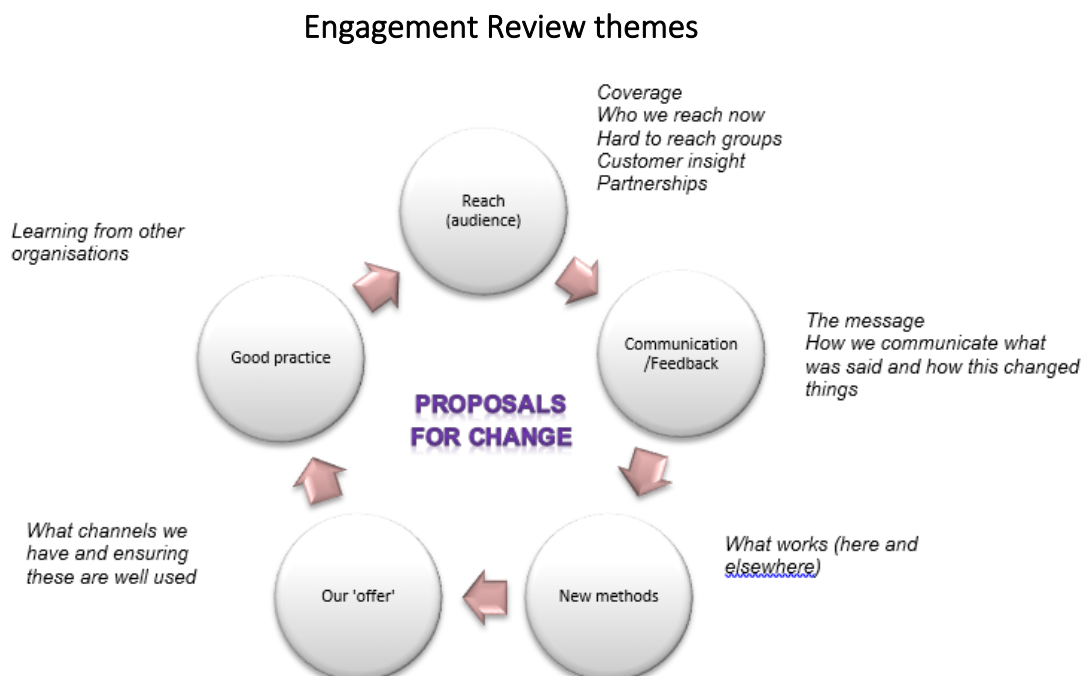 Engagement Review themes
Coverage
Who we reach now
Hard to reach groups
Customer insight
Partnerships
Reach
(audience)
Learning from other
organisations
The message
How we communicate what
was said and how this changed
things
Communication
/Feedback
Good practice
PROPOSALS
FOR CHANGE
What channels we
have and ensuring
these are well used
What works (here and
elsewhere)
Our 'offer'
New methods